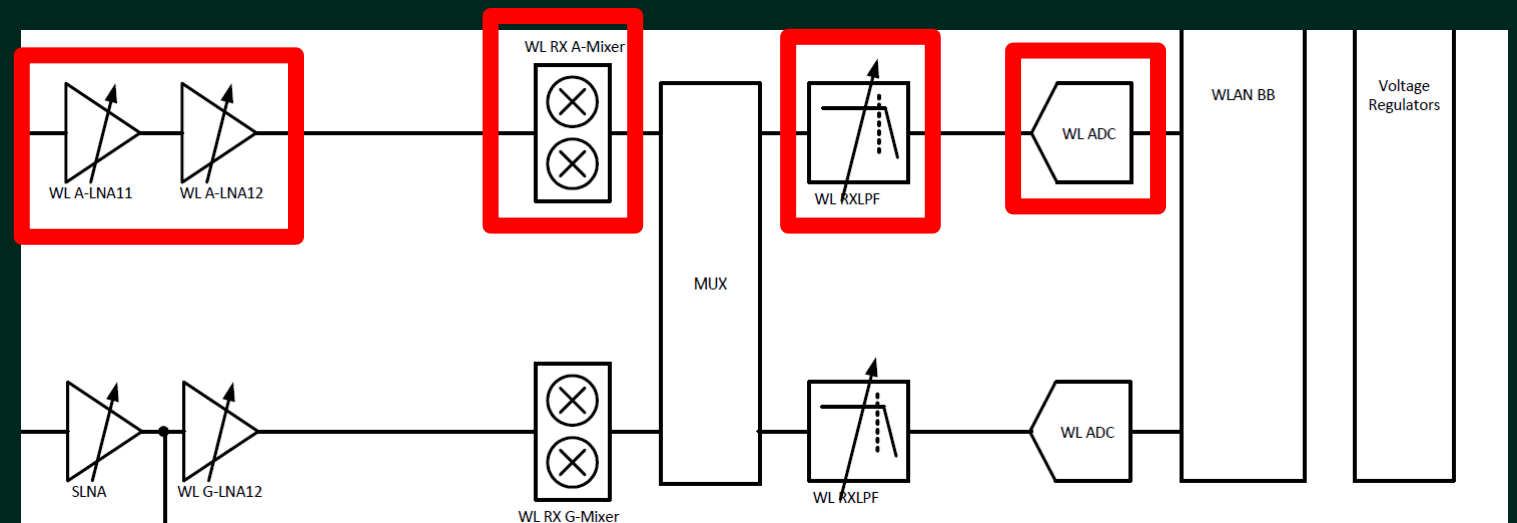 WL RX A-Mixer
WL A-LNA11
WL A-LNA12
WL RXLPF
WL ADC
WLAN BB
Voltage
Regulators
MUX
SLNA
WL G-LNA12
WL RX G-Mixer
WL RXLPF
WL ADC